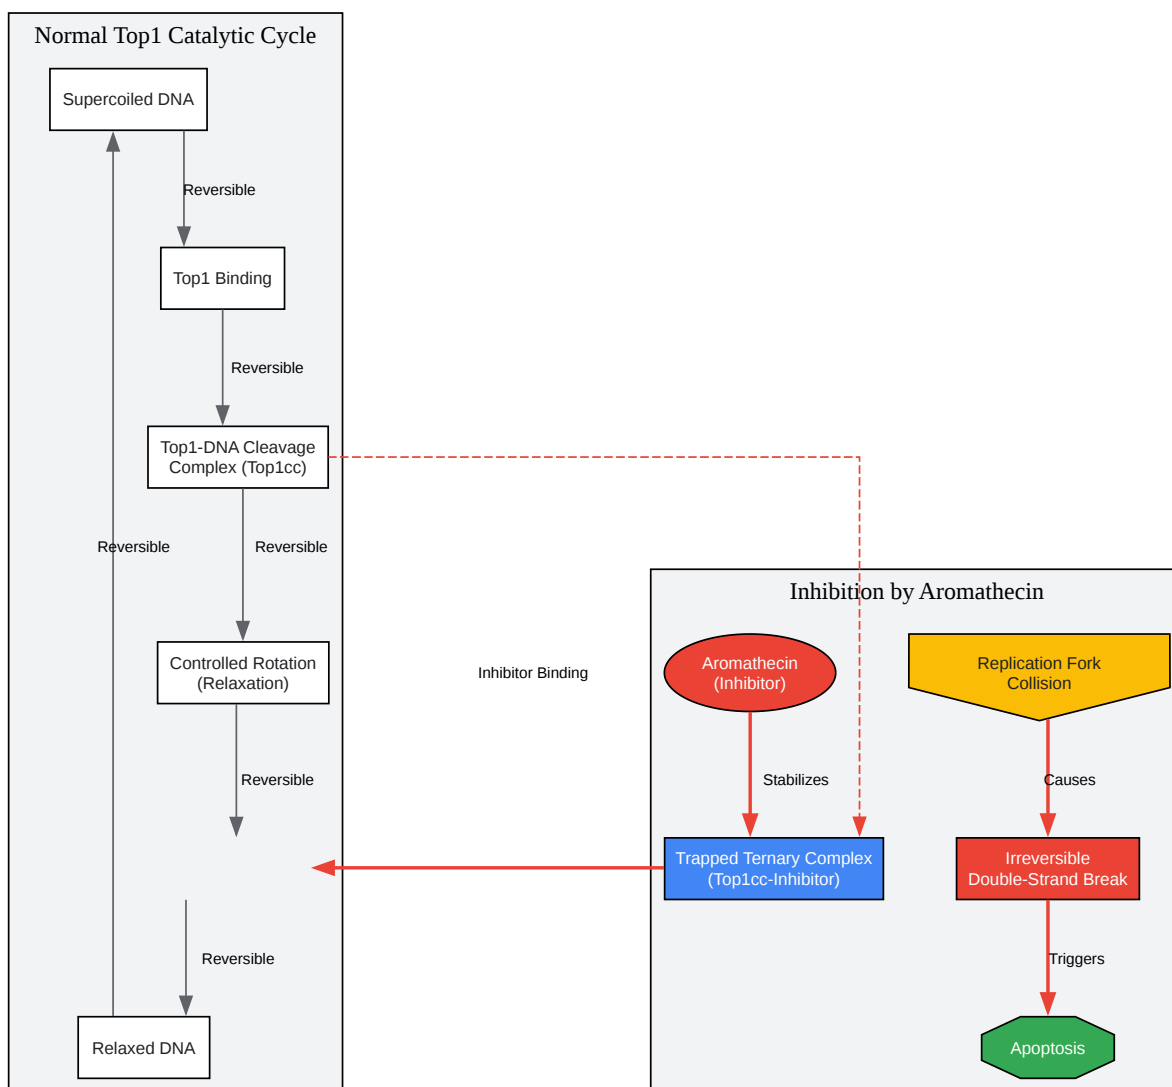 Normal Top1 Catalytic Cycle
Supercoiled DNA
Reversible
Top1 Binding
Reversible
Top1-DNA Cleavage
Complex (Top1cc)
Reversible
Reversible
Controlled Rotation
(Relaxation)
Reversible
Reversible
Relaxed DNA
Inhibitor Binding
Inhibition by Aromathecin
Aromathecin
(Inhibitor)
Stabilizes
Trapped Ternary Complex
(Top1cc-Inhibitor)
Replication Fork
Collision
Causes
Irreversible
Double-Strand Break
Triggers
Apoptosis